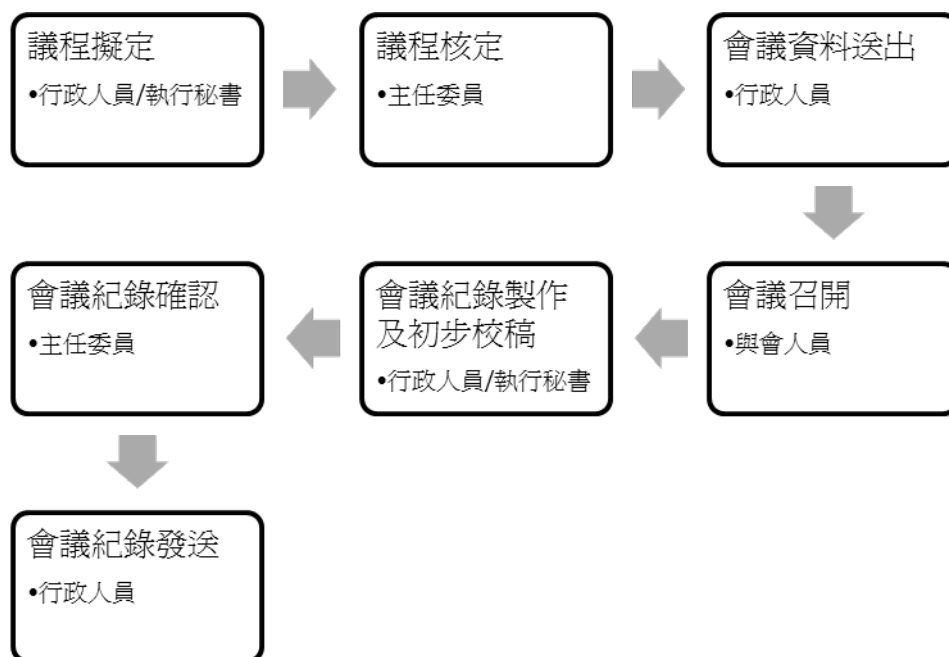 議程擬定
•行政人員/執行秘書
議程核定
•主任委員
會議資料送出
•行政人員
會議召開
•與會人員
會議紀錄製作
及初步校稿
•行政人員/執行秘書
會議紀錄確認
•主任委員
會議紀錄發送
•行政人員